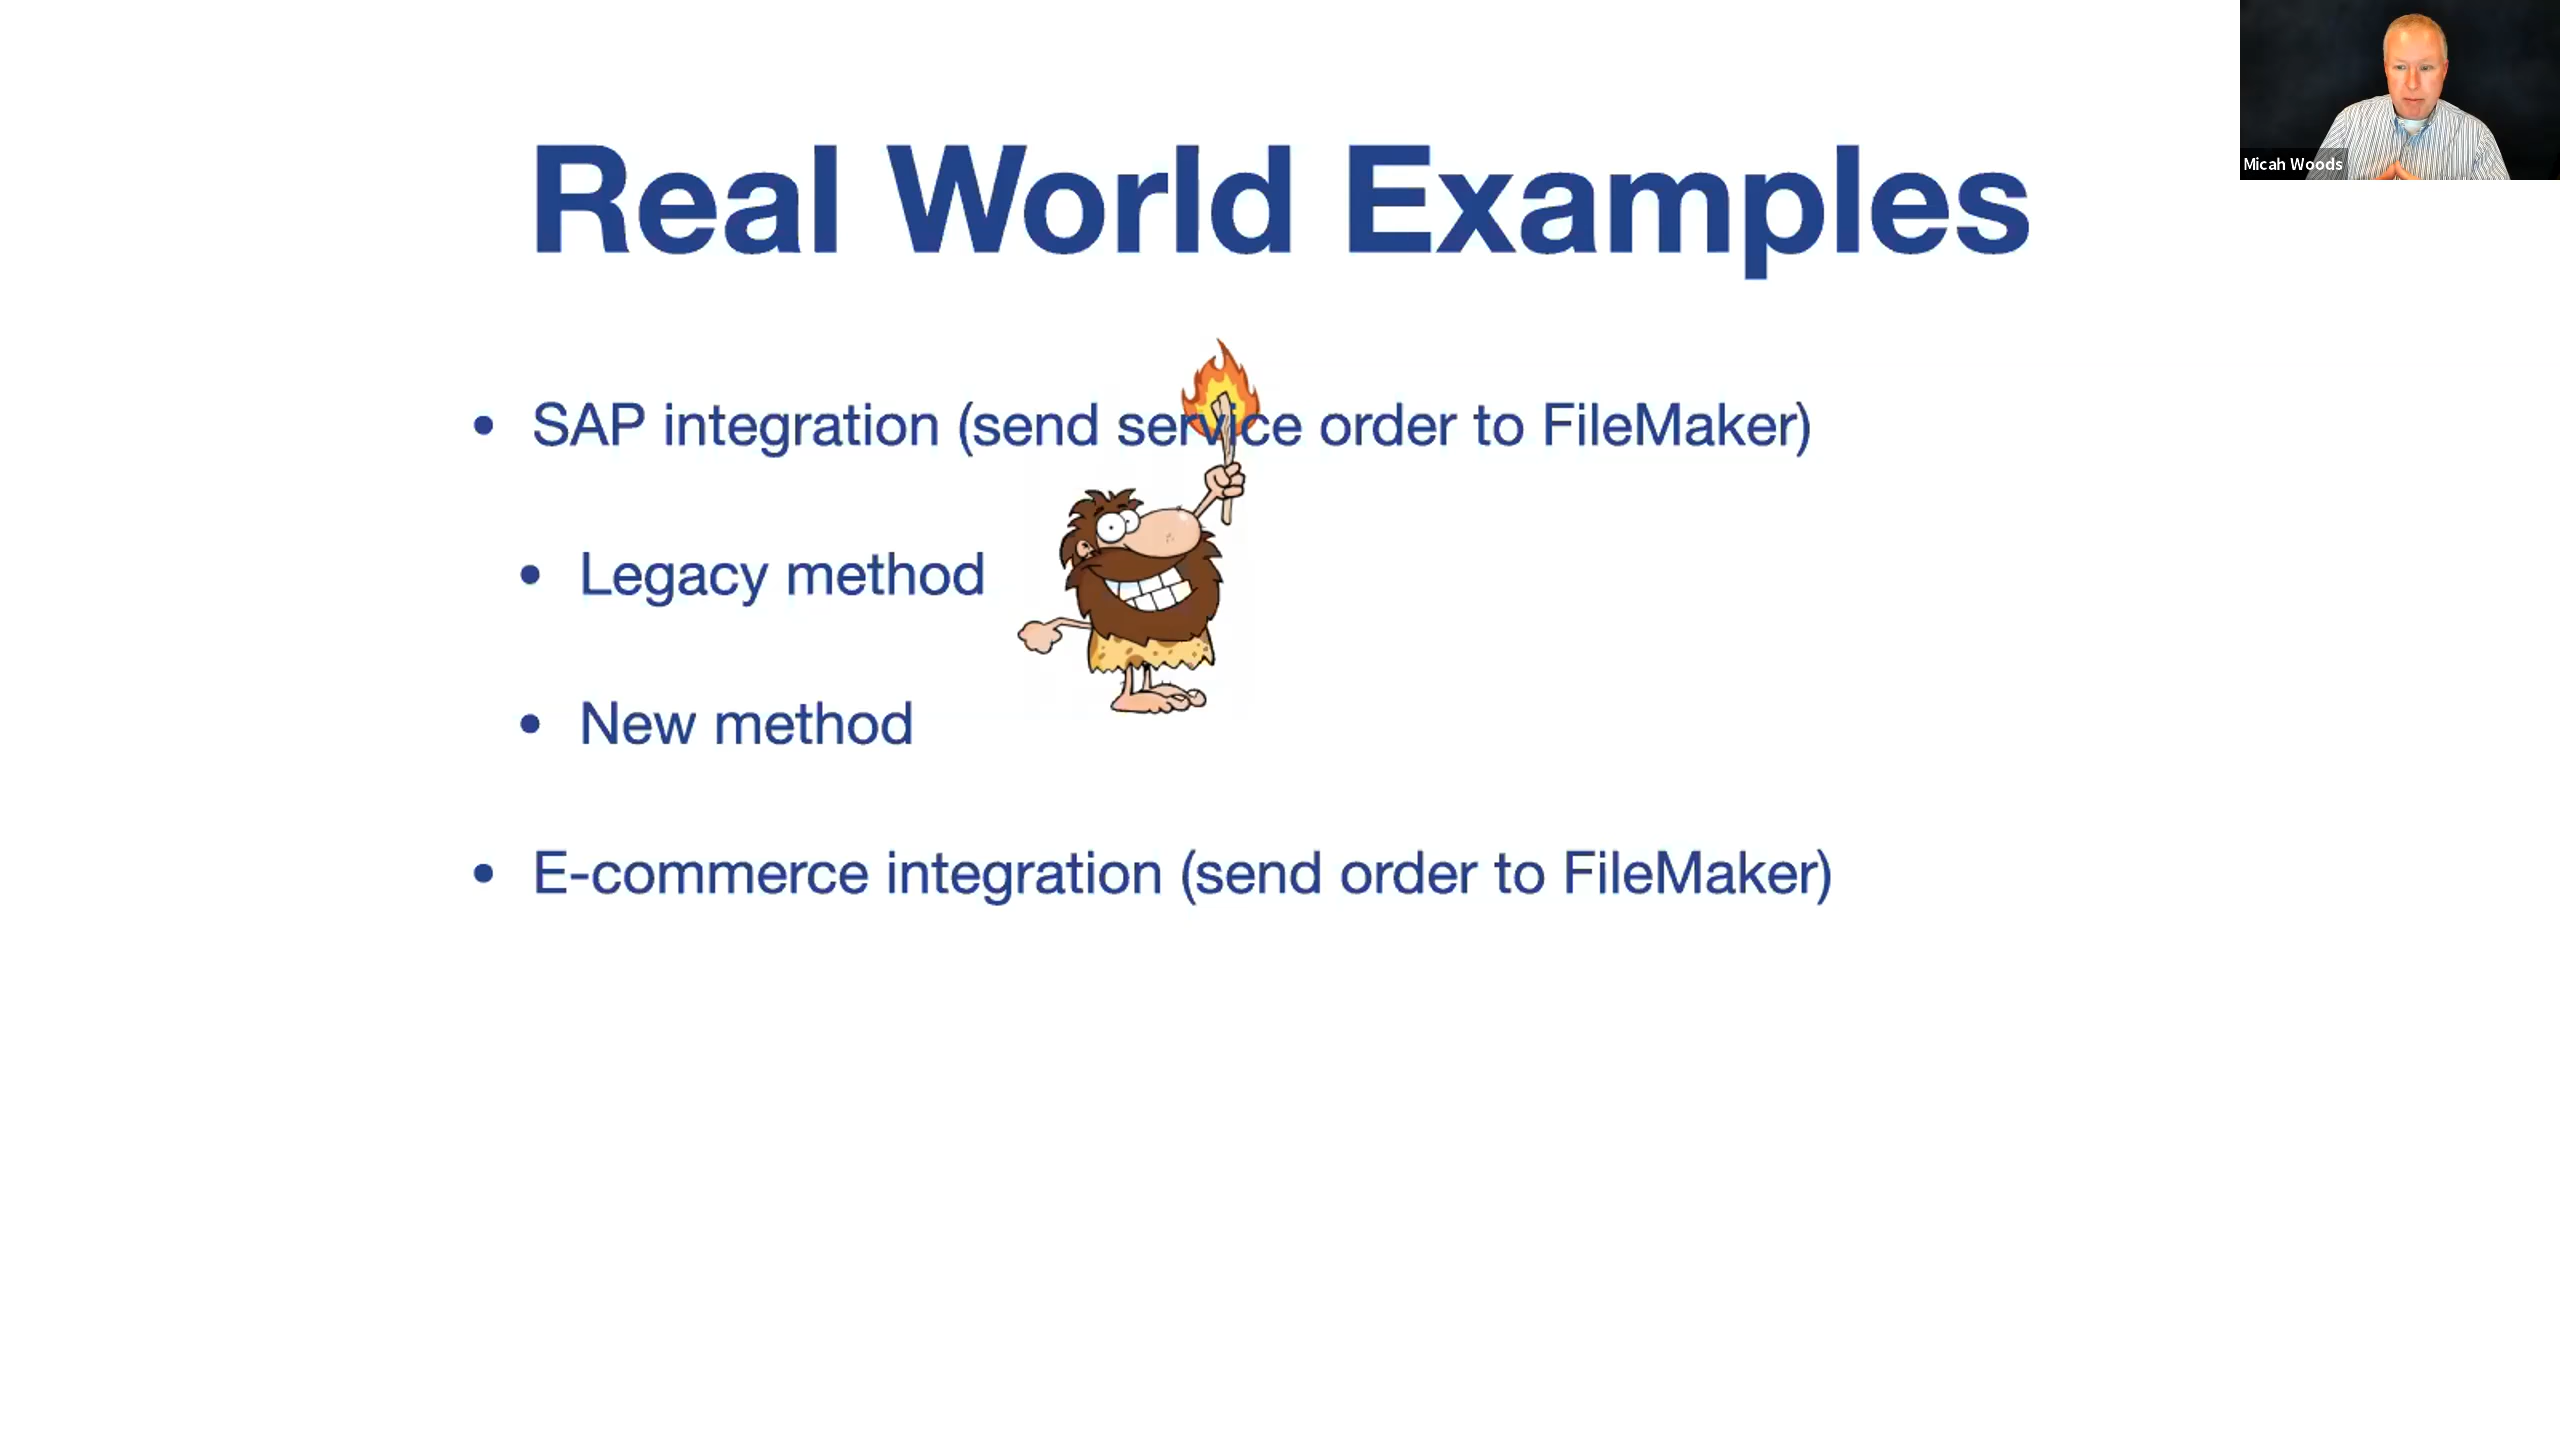 Micah Woods
Real World Examples
• SAP integration (send service order to FileMaker)
• Legacy method
• New method
• E-commerce integration (send order to FileMaker)